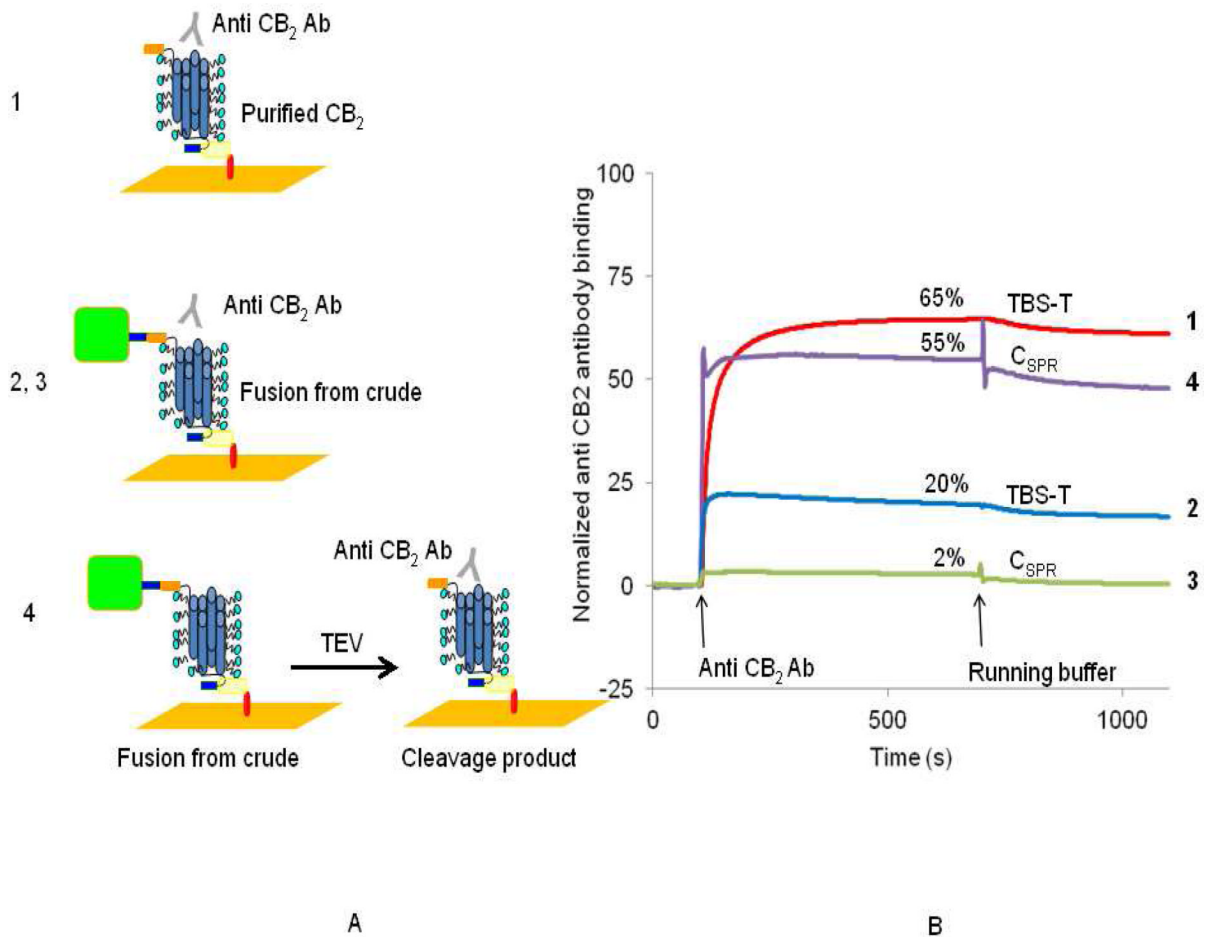 1
Anti CB₂ Ab
Purified CB₂
2, 3
Anti CB₂ Ab
Fusion from crude
4
Anti CB₂ Ab
TEV
Fusion from crude
Cleavage product
A
Normalized anti CB2 antibody binding
100
75
50
25
0
-25
65%
TBS-T
1
55%
C_SPR
4
20%
TBS-T
2
2%
C_SPR
3
Anti CB₂ Ab
Running buffer
0
500
1000
Time (s)
B